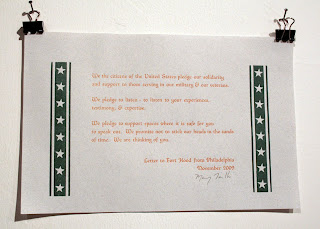 We the citizens of the United States pledge our solidarity
and support to those serving in our military & our veterans.
We pledge to listen - to honor in your experience,
testimony, & expertise.
We pledge to support spaces where it is safe for you
to speak out. We promise not to stick our heads in the sands
of time. We are thinking of you.
Letter to Fort Hood from Philadelphia
November 2009